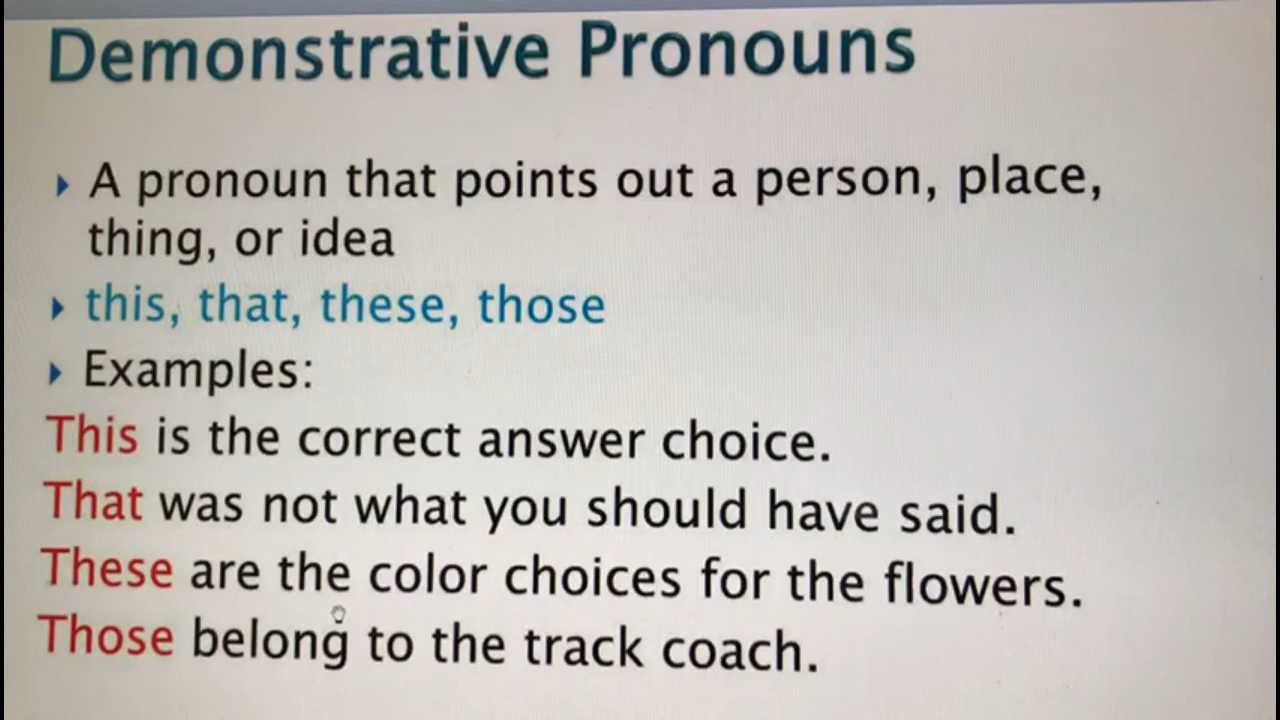 Demonstrative Pronouns
A pronoun that points out a person, place,
thing, or idea
this, that, these, those
Examples:
This is the correct answer choice.
That was not what you should have said.
These are the color choices for the flowers.
Those belong to the track coach.